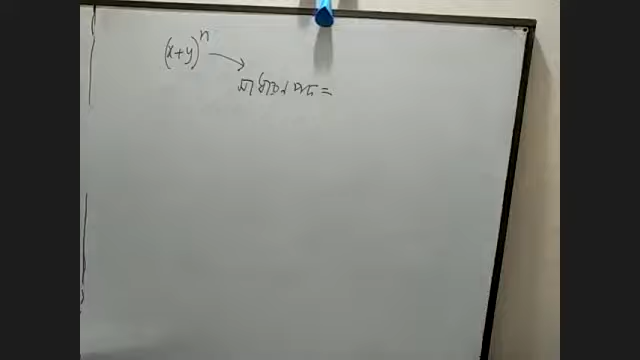 (x+y)ⁿ
সাধারণ পদ =